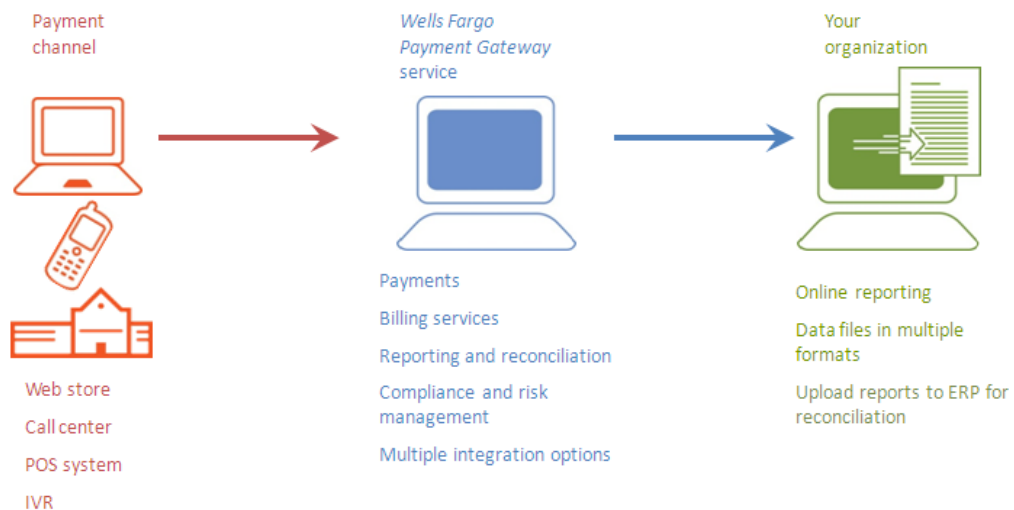 Payment
channel
Wells Fargo
Payment Gateway
service
Your
organization
Web store
Call center
POS system
IVR
Payments
Billing services
Reporting and reconciliation
Compliance and risk
management
Multiple integration options
Online reporting
Data files in multiple
formats
Upload reports to ERP for
reconciliation